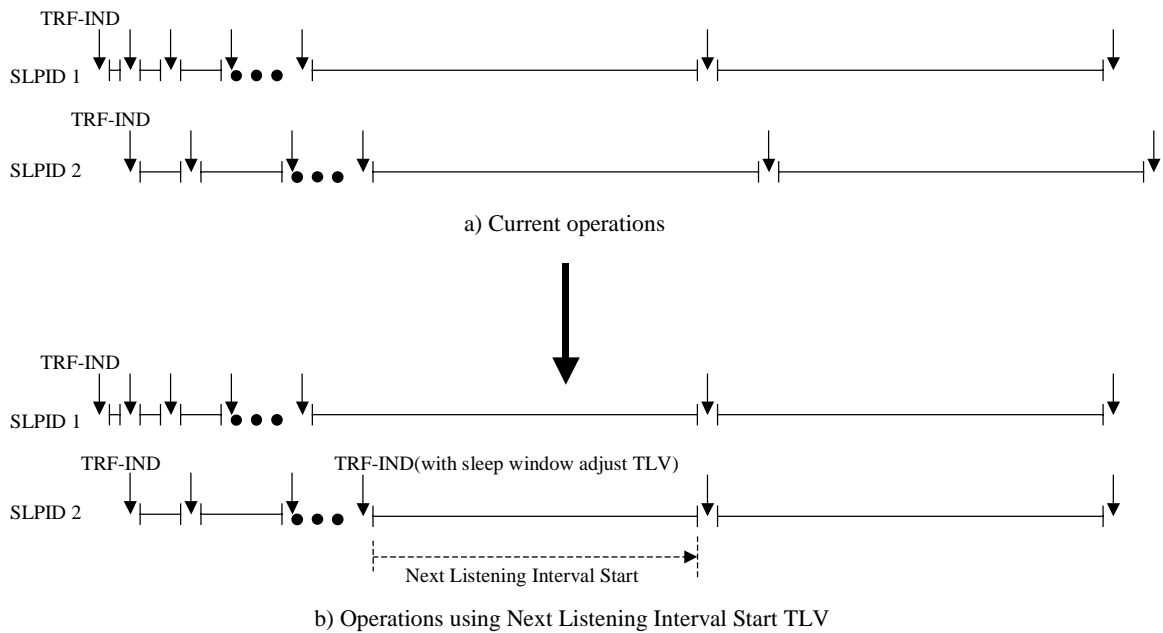 TRF-IND
SLPID 1
TRF-IND
SLPID 2
a) Current operations
TRF-IND
SLPID 1
TRF-IND
TRF-IND(with sleep window adjust TLV)
SLPID 2
Next Listening Interval Start
b) Operations using Next Listening Interval Start TLV